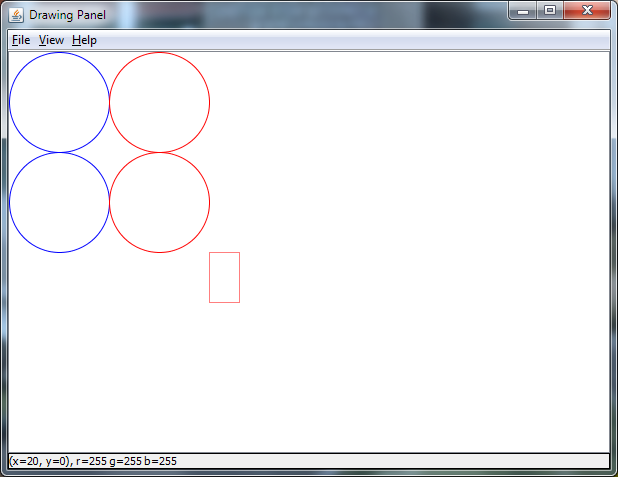 Drawing Panel
File View Help
(x=20, y=0), r=255 g=255 b=255